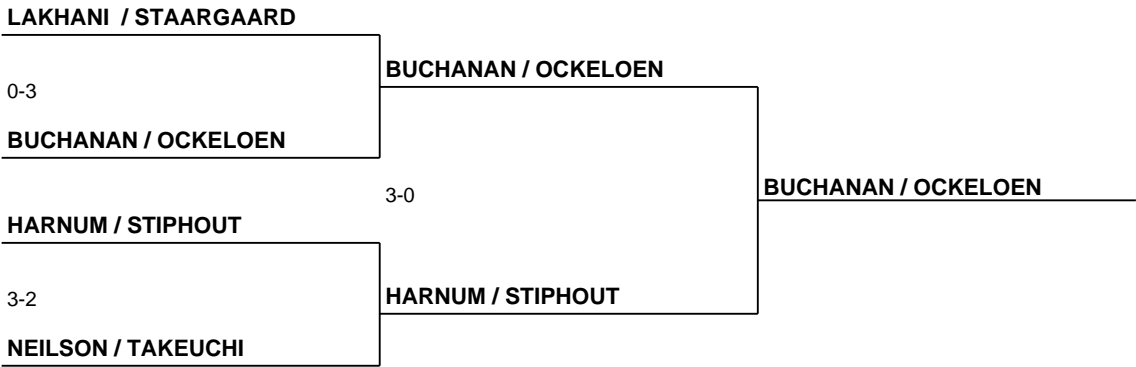 LAKHANI / STAARGAARD
BUCHANAN / OCKELOEN
0-3
BUCHANAN / OCKELOEN
BUCHANAN / OCKELOEN
3-0
HARNUM / STIPHOUT
3-2
HARNUM / STIPHOUT
NEILSON / TAKEUCHI